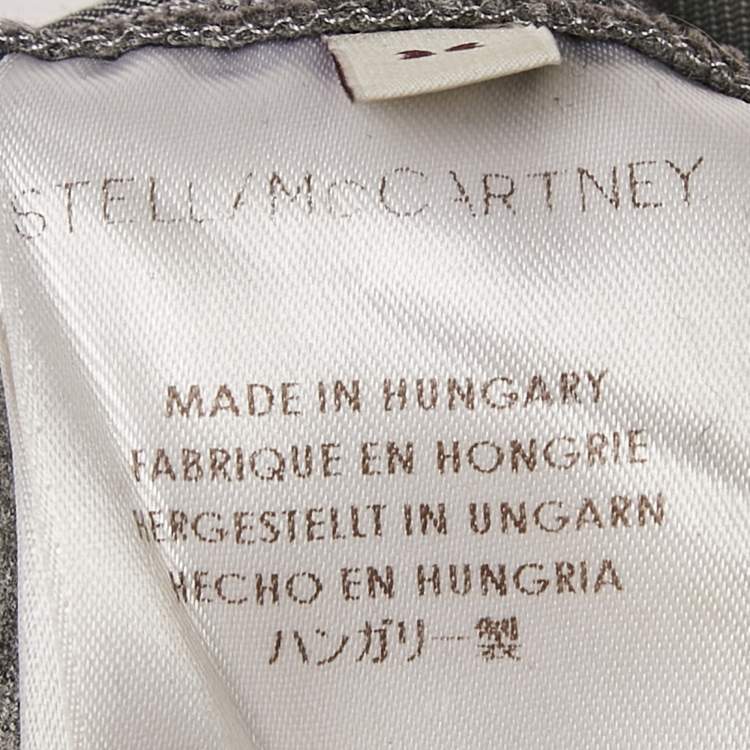 STELLA McCARTNEY
MADE IN HUNGARY
FABRIQUE EN HONGRIE
HERGESTELLT IN UNGARN
HECHO EN HUNGRIA
ハンガリー製